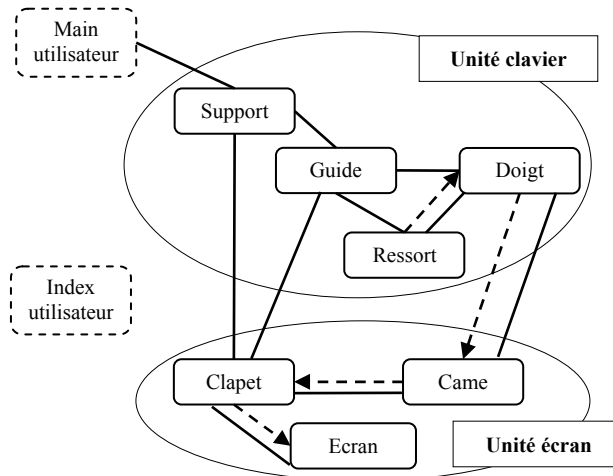 Main
utilisateur
Unité clavier
Support
Guide
Doigt
Ressort
Index
utilisateur
Clapet
Came
Ecran
Unité écran